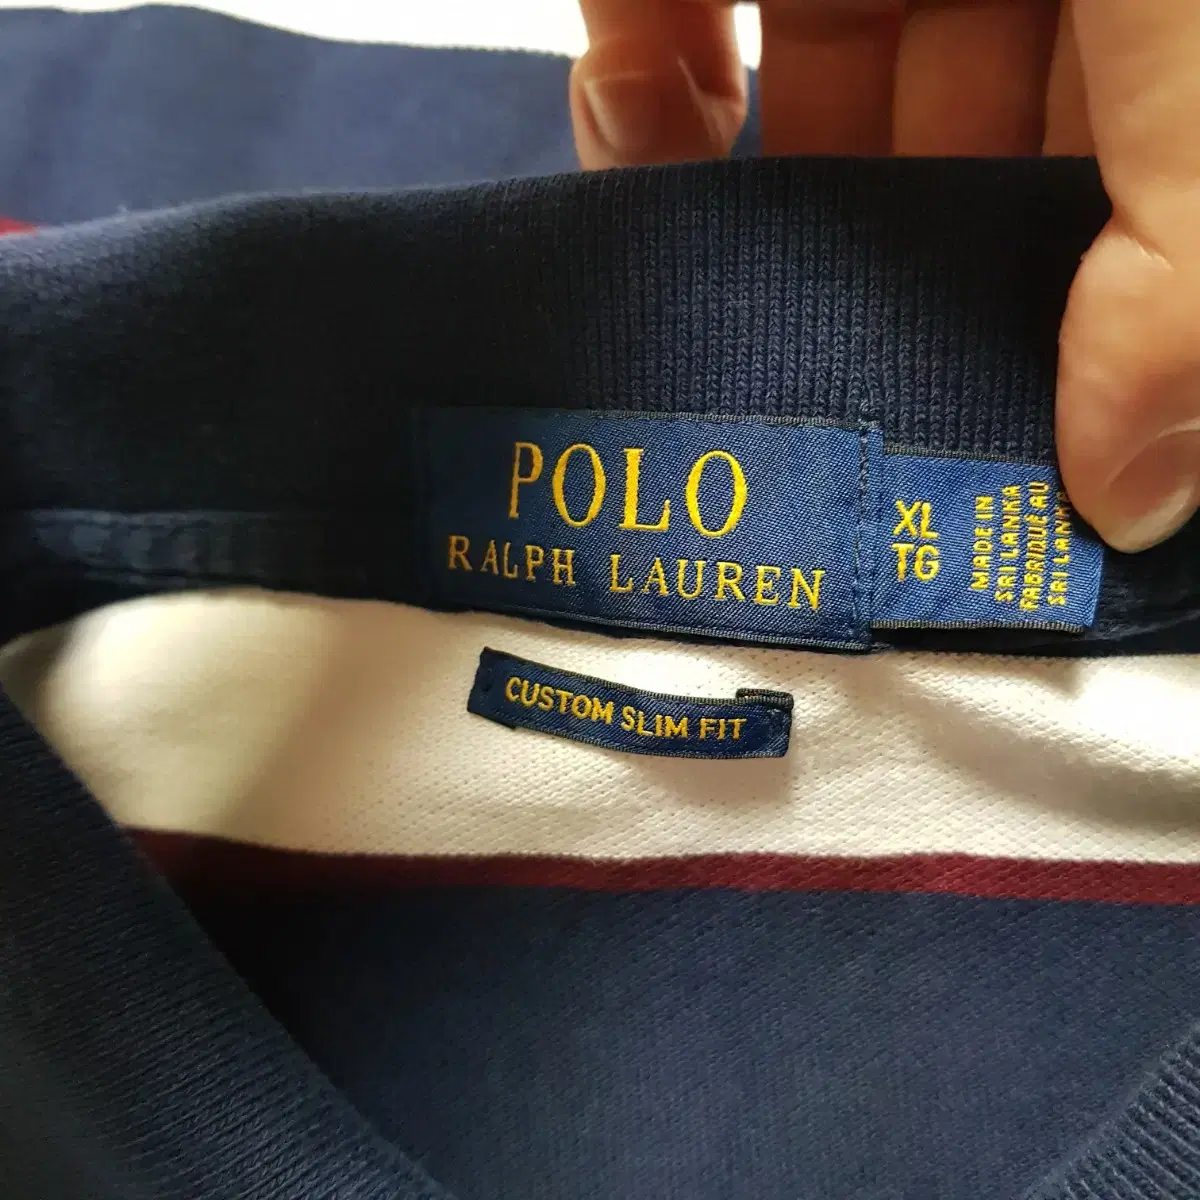 POLO
RALPH LAUREN
XL
TG
MADE IN
SRI LANKA
FABRIQUÉ AU
SRI LANKA
CUSTOM SLIM FIT